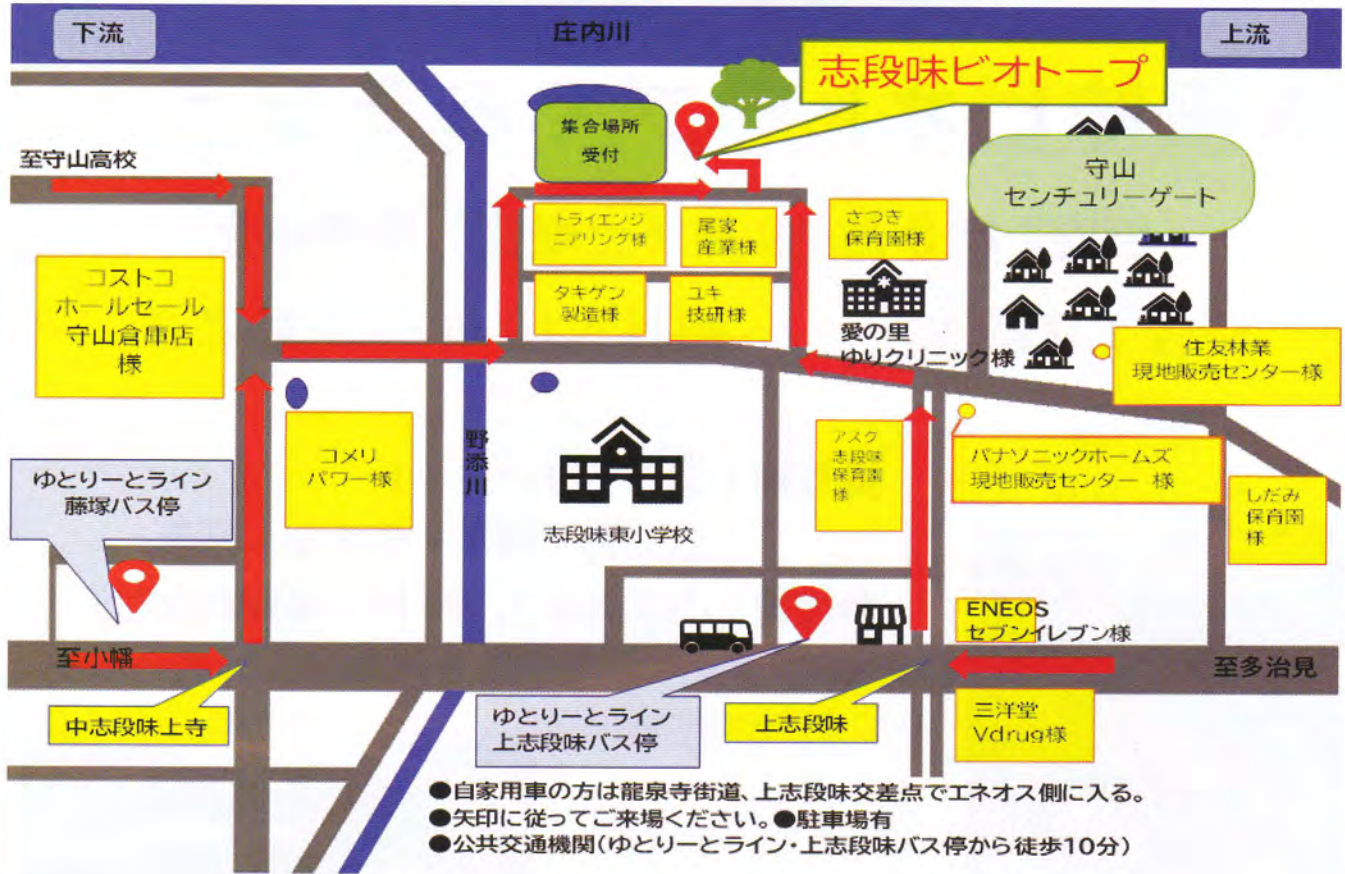 下流
庄内川
上流
志段味ビオトープ
集合場所
受付
至守山高校
守山
センチュリーゲート
トライエンジ
ニアリング様
尾家
産業様
さつき
保育園様
コストコ
ホールセール
守山倉庫店
様
タキゲン
製造様
ユキ
技研様
愛の里
ゆりクリニック様
住友林業
現地販売センター様
コメリ
パワー様
野添川
アスク
志段味
保育園
様
パナソニックホームズ
現地販売センター 様
ゆとりーとライン
藤塚バス停
しだみ
保育園
様
志段味東小学校
ENEOS
セブンイレブン様
至小幡
至多治見
中志段味上寺
ゆとりーとライン
上志段味バス停
上志段味
三洋堂
Vdrug様
●自家用車の方は龍泉寺街道、上志段味交差点でエネオス側に入る。
●矢印に従ってご来場ください。●駐車場有
●公共交通機関(ゆとりーとライン・上志段味バス停から徒歩10分)